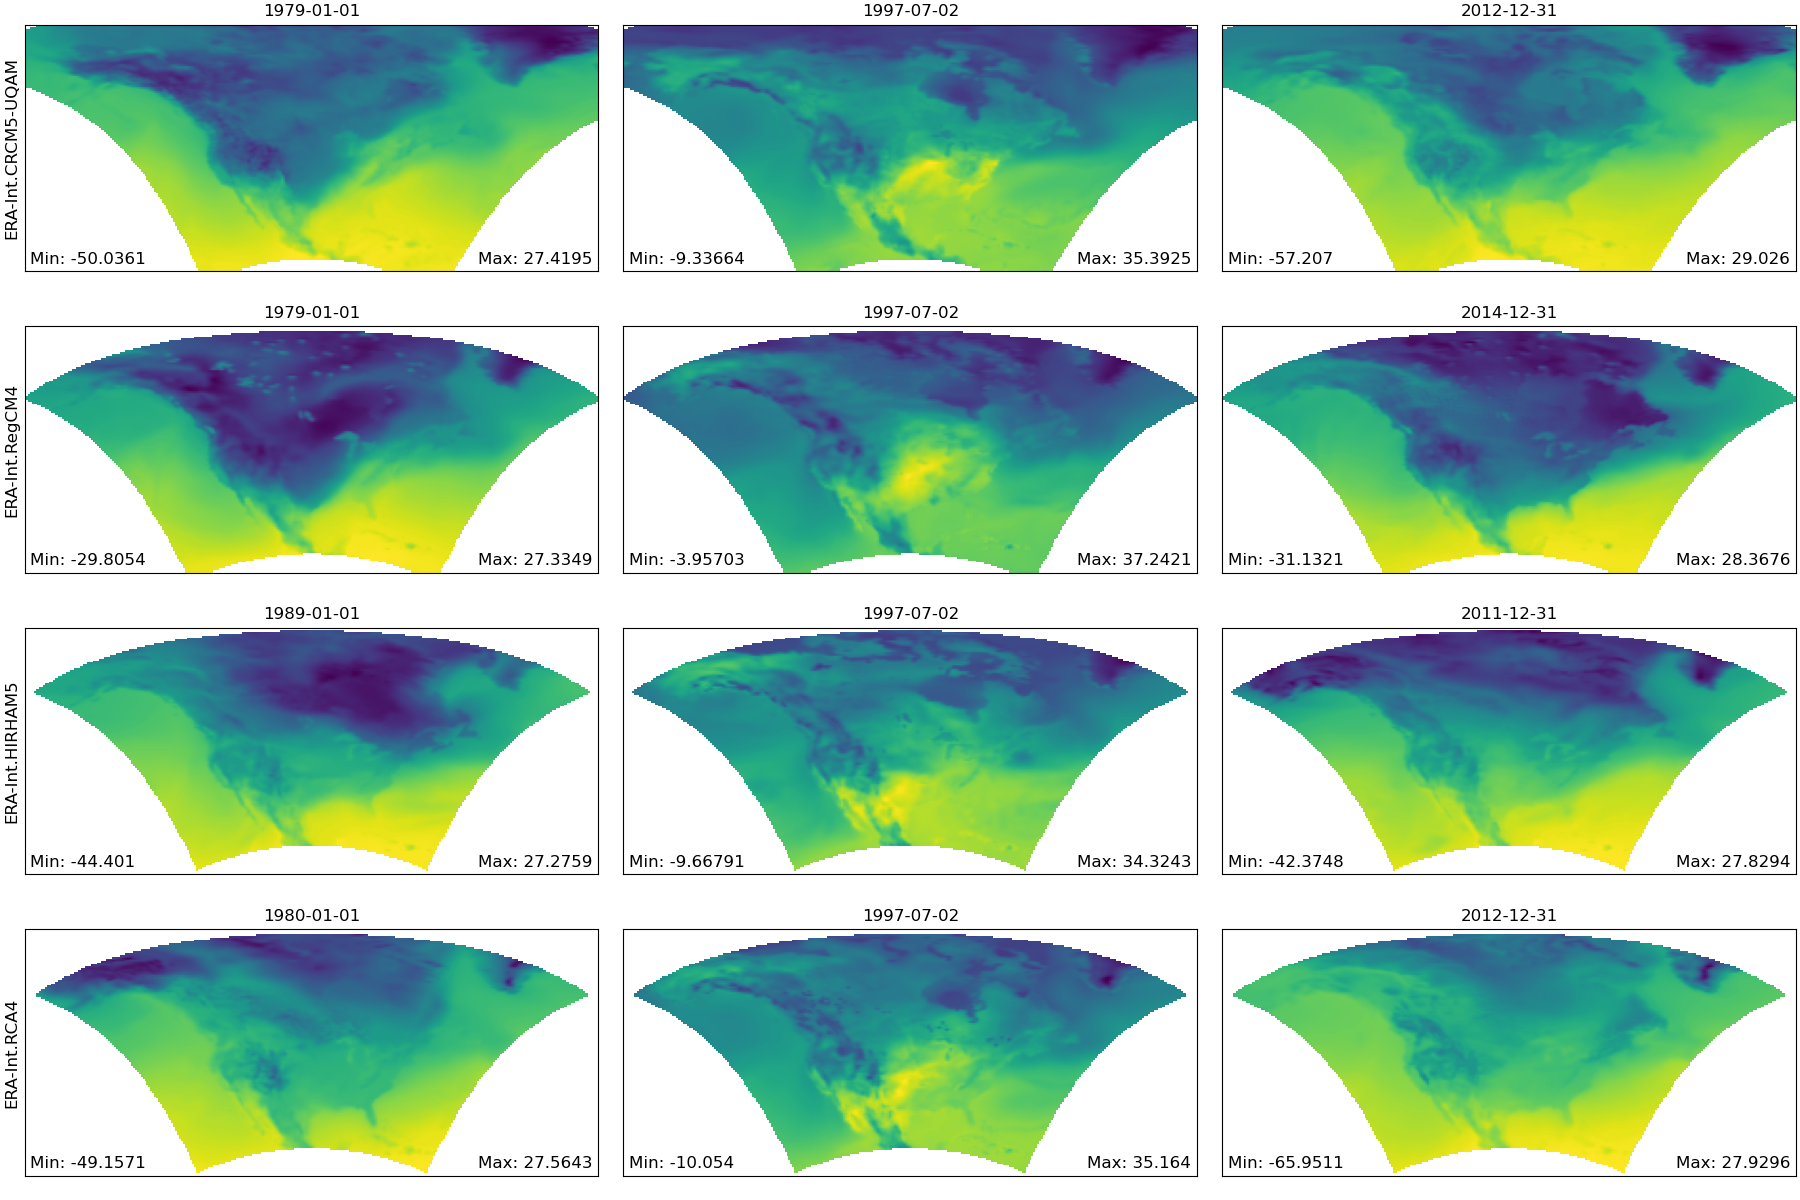 1979-01-01
1997-07-02
2012-12-31
ERA-Int.CRCM5-UQAM
Min: -50.0361
Max: 27.4195
Min: -9.33664
Max: 35.3925
Min: -57.207
Max: 29.026
1979-01-01
1997-07-02
2014-12-31
ERA-Int.RegCM4
Min: -29.8054
Max: 27.3349
Min: -3.95703
Max: 37.2421
Min: -31.1321
Max: 28.3676
1989-01-01
1997-07-02
2011-12-31
ERA-Int.HIRHAM5
Min: -44.401
Max: 27.2759
Min: -9.66791
Max: 34.3243
Min: -42.3748
Max: 27.8294
1980-01-01
1997-07-02
2012-12-31
ERA-Int.RCA4
Min: -49.1571
Max: 27.5643
Min: -10.054
Max: 35.164
Min: -65.9511
Max: 27.9296